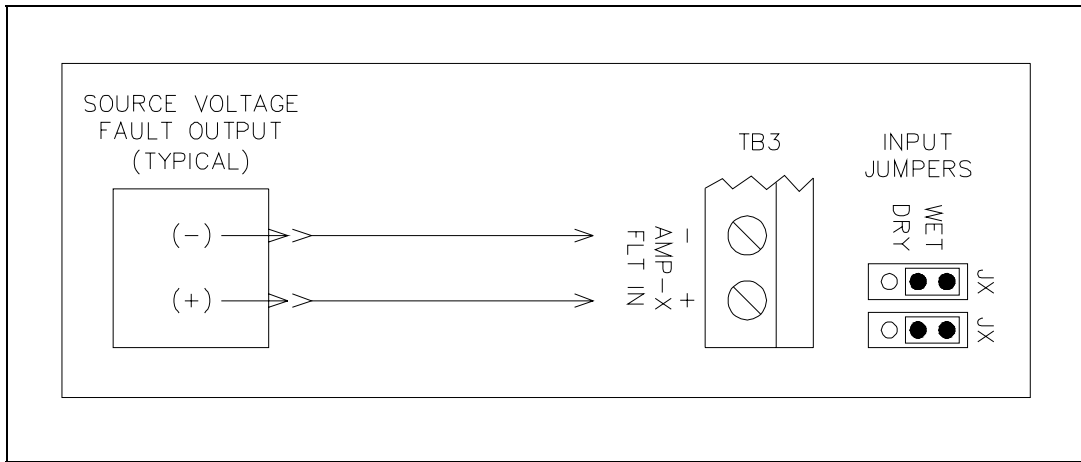 SOURCE VOLTAGE
FAULT OUTPUT
(TYPICAL)
(-)
(+)
AMP-X
FLT IN
-
+
TB3
INPUT
JUMPERS
WET
DRY
JX
JX